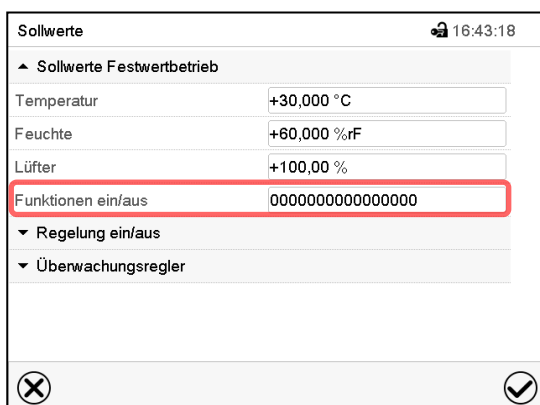 Sollwerte 16:43:18
Sollwerte Festwertbetrieb
Temperatur +30,000 °C
Feuchte +60,000 %rF
Lüfter +100,00 %
Funktionen ein/aus 0000000000000000
Regelung ein/aus
Überwachungsregler